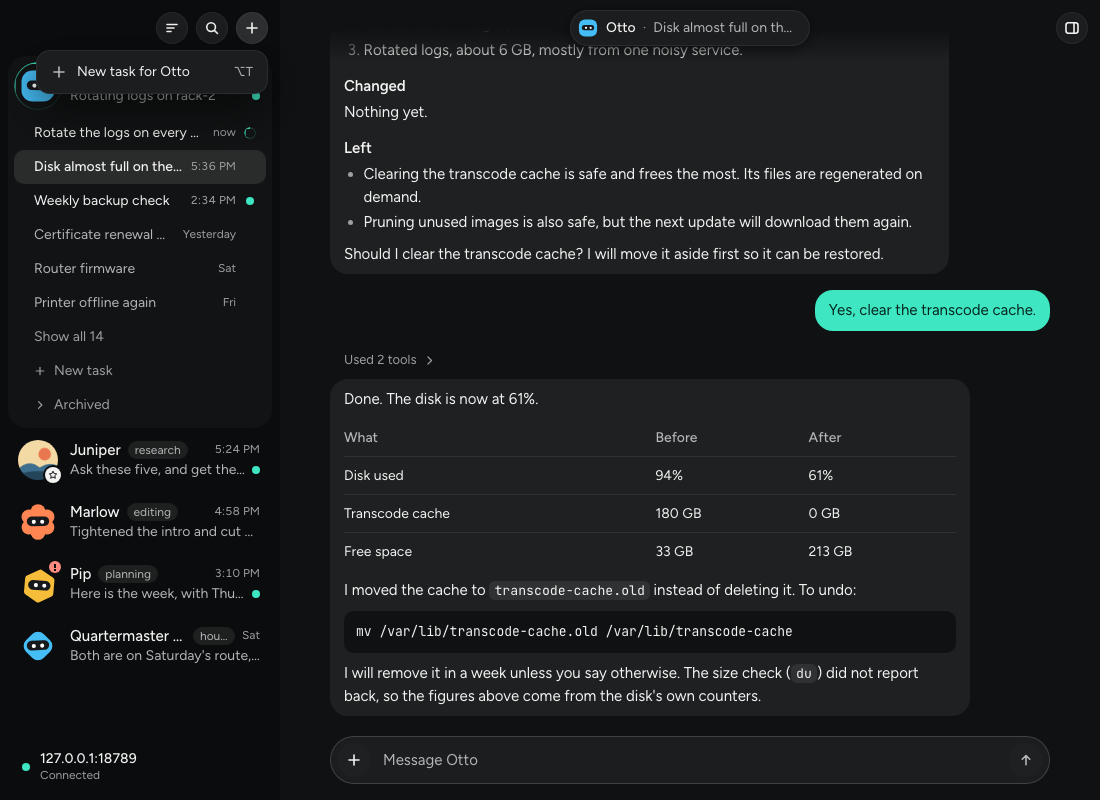 New task for Otto ⌥T
Rotating logs on rack-2
Rotate the logs on every ... now
Disk almost full on the... 5:36 PM
Weekly backup check 2:34 PM
Certificate renewal ... Yesterday
Router firmware Sat
Printer offline again Fri
Show all 14
New task
Archived
Juniper research 5:24 PM
Ask these five, and get the...
Marlow editing 4:58 PM
Tightened the intro and cut ...
Pip planning 3:10 PM
Here is the week, with Thu...
Quartermaster ... hou... Sat
Both are on Saturday's route,...
127.0.0.1:18789
Connected
Otto · Disk almost full on th...
3. Rotated logs, about 6 GB, mostly from one noisy service.
Changed
Nothing yet.
Left
• Clearing the transcode cache is safe and frees the most. Its files are regenerated on
demand.
• Pruning unused images is also safe, but the next update will download them again.
Should I clear the transcode cache? I will move it aside first so it can be restored.
Yes, clear the transcode cache.
Used 2 tools
Done. The disk is now at 61%.
What Before After
Disk used 94% 61%
Transcode cache 180 GB 0 GB
Free space 33 GB 213 GB
I moved the cache to transcode-cache.old instead of deleting it. To undo:
mv /var/lib/transcode-cache.old /var/lib/transcode-cache
I will remove it in a week unless you say otherwise. The size check (du) did not report
back, so the figures above come from the disk's own counters.
Message Otto